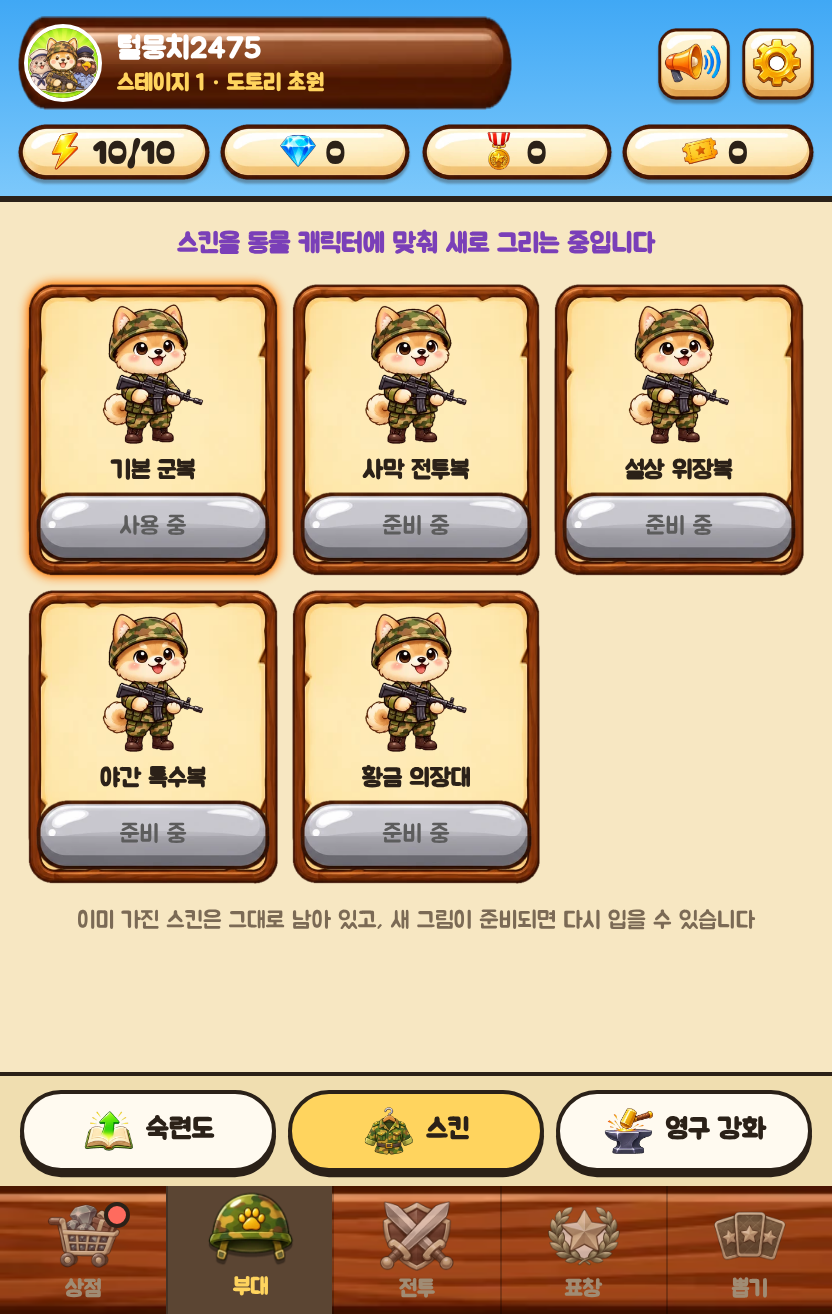 털뭉치2475
스테이지 1 · 도토리 초원
10/10
0
0
0
스킨을 동물 캐릭터에 맞춰 새로 그리는 중입니다
기본 군복
사막 전투복
설상 위장복
사용 중
준비 중
준비 중
야간 특수복
황금 의장대
준비 중
준비 중
이미 가진 스킨은 그대로 남아 있고, 새 그림이 준비되면 다시 입을 수 있습니다
숙련도
스킨
영구 강화
상점
부대
전투
표창
뽑기